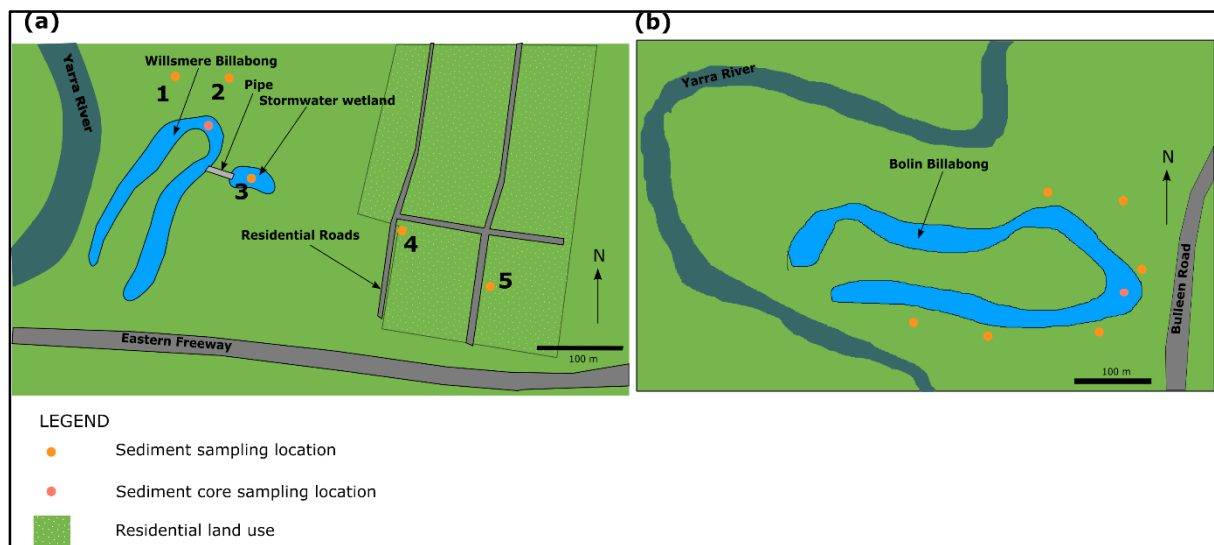 (a)
Yarra River
Willsmere Billabong
1
2
Pipe
Stormwater wetland
3
Residential Roads
4
5
N
100 m
Eastern Freeway
(b)
Yarra River
Bolin Billabong
N
Bulleen Road
100 m
LEGEND
Sediment sampling location
Sediment core sampling location
Residential land use